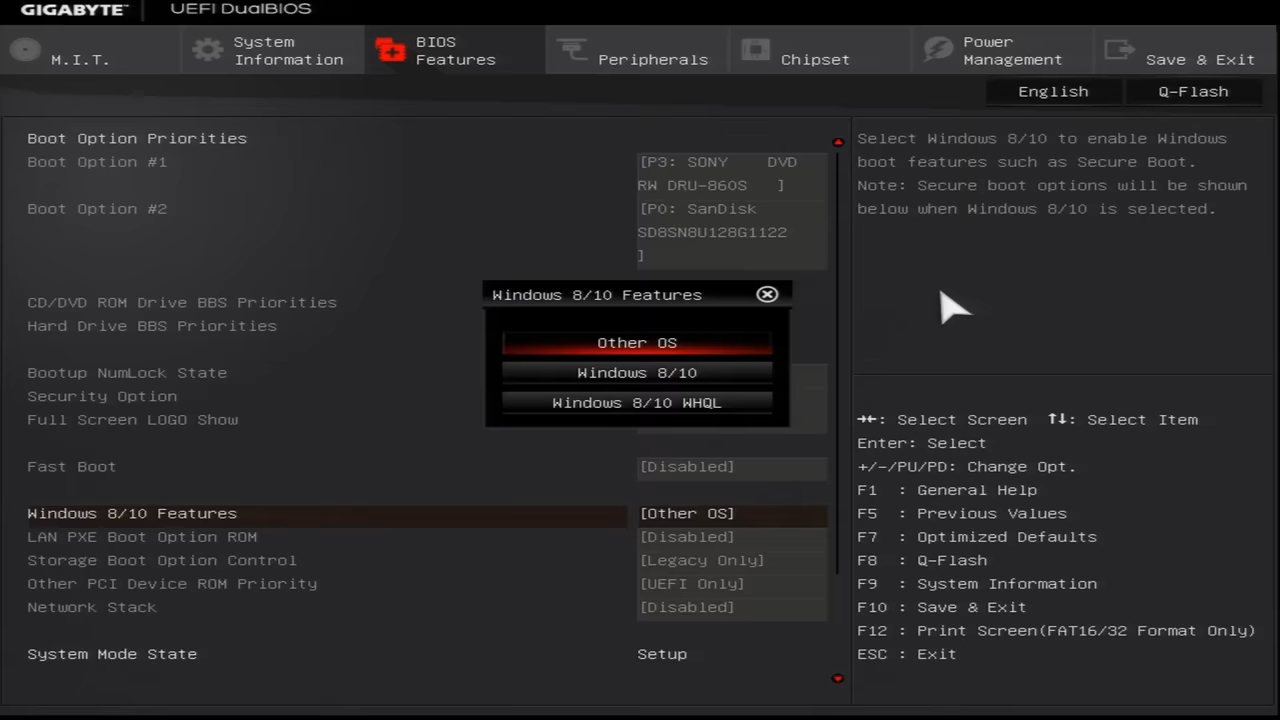 GIGABYTE™ UEFI DualBIOS
M.I.T.
System Information
BIOS Features
Peripherals
Chipset
Power Management
Save & Exit
English
Q-Flash
Boot Option Priorities
Boot Option #1 [P3: SONY DVD
RW DRU-860S ]
Boot Option #2 [P0: SanDisk
SD8SN8U128G1122
]
CD/DVD ROM Drive BBS Priorities
Hard Drive BBS Priorities
Bootup NumLock State
Security Option
Full Screen LOGO Show
Fast Boot [Disabled]
Windows 8/10 Features [Other OS]
LAN PXE Boot Option ROM [Disabled]
Storage Boot Option Control [Legacy Only]
Other PCI Device ROM Priority [UEFI Only]
Network Stack [Disabled]
System Mode State Setup
Windows 8/10 Features
Other OS
Windows 8/10
Windows 8/10 WHQL
Select Windows 8/10 to enable Windows
boot features such as Secure Boot.
Note: Secure boot options will be shown
below when Windows 8/10 is selected.
→←: Select Screen ↑↓: Select Item
Enter: Select
+/-/PU/PD: Change Opt.
F1 : General Help
F5 : Previous Values
F7 : Optimized Defaults
F8 : Q-Flash
F9 : System Information
F10 : Save & Exit
F12 : Print Screen(FAT16/32 Format Only)
ESC : Exit